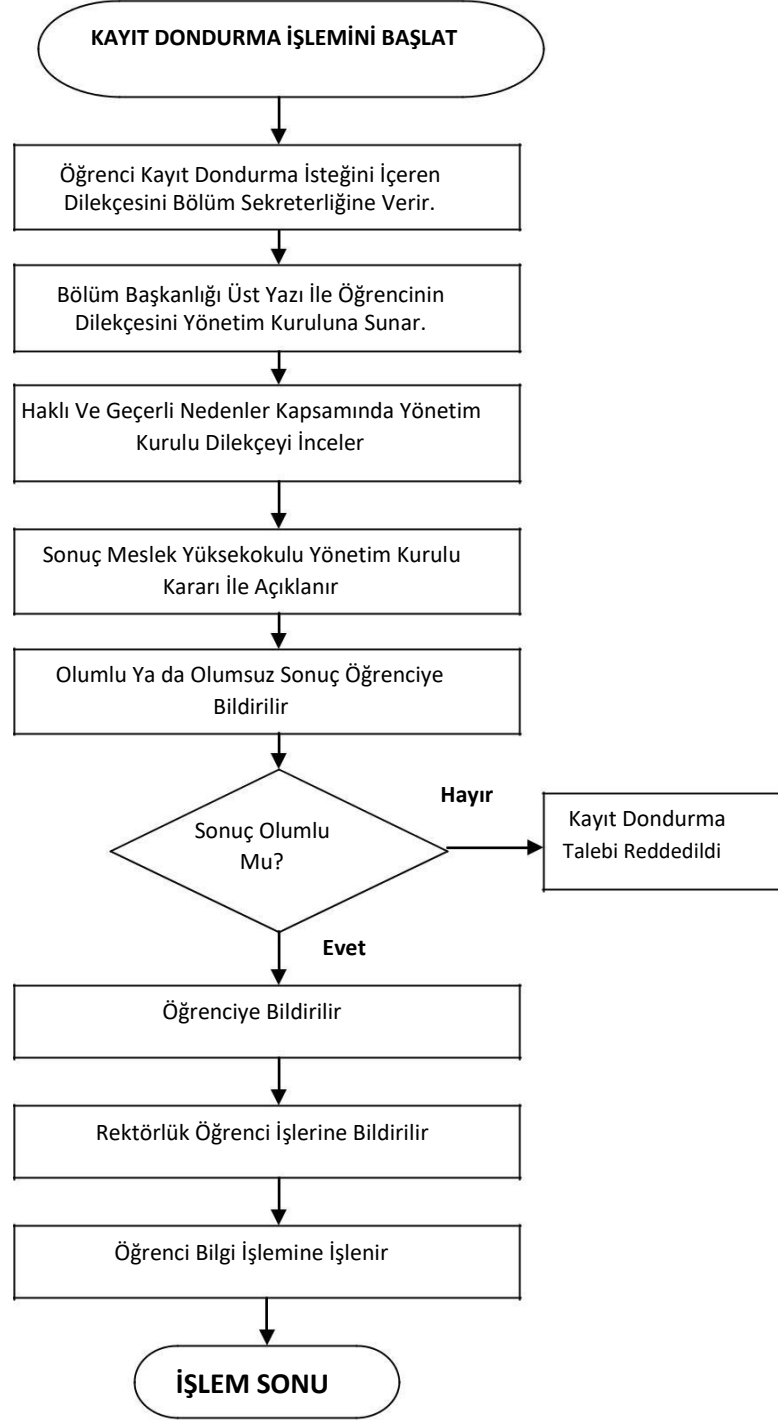 KAYIT DONDURMA İŞLEMİNİ BAŞLAT
Öğrenci Kayıt Dondurma İsteğini İçeren
Dilekçesini Bölüm Sekreterliğine Verir.
Bölüm Başkanlığı Üst Yazı İle Öğrencinin
Dilekçesini Yönetim Kuruluna Sunar.
Haklı Ve Geçerli Nedenler Kapsamında Yönetim
Kurulu Dilekçeyi İnceler
Sonuç Meslek Yüksekokulu Yönetim Kurulu
Kararı İle Açıklanır
Olumlu Ya da Olumsuz Sonuç Öğrenciye
Bildirilir
Sonuç Olumlu
Mu?
Hayır
Kayıt Dondurma
Talebi Reddedildi
Evet
Öğrenciye Bildirilir
Rektörlük Öğrenci İşlerine Bildirilir
Öğrenci Bilgi İşlemine İşlenir
İŞLEM SONU